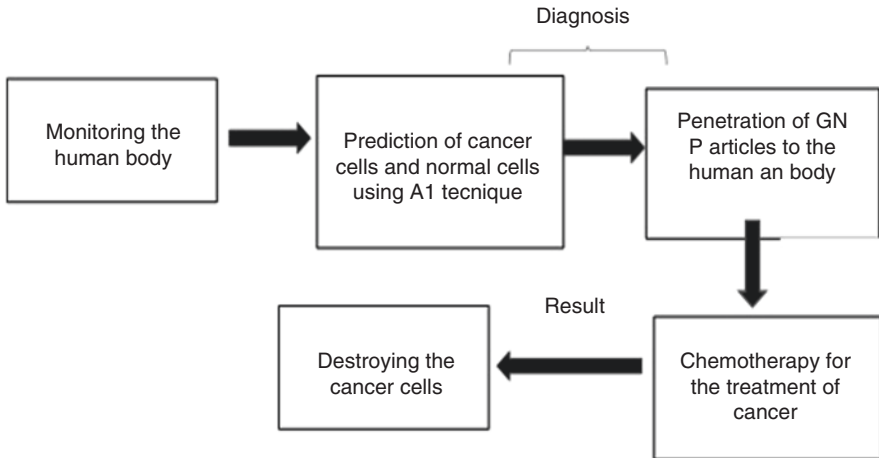 Diagnosis
Monitoring the
human body
Prediction of cancer
cells and normal cells
using A1 tecnique
Penetration of GN
P articles to the
human an body
Result
Destroying the
cancer cells
Chemotherapy for
the treatment of
cancer